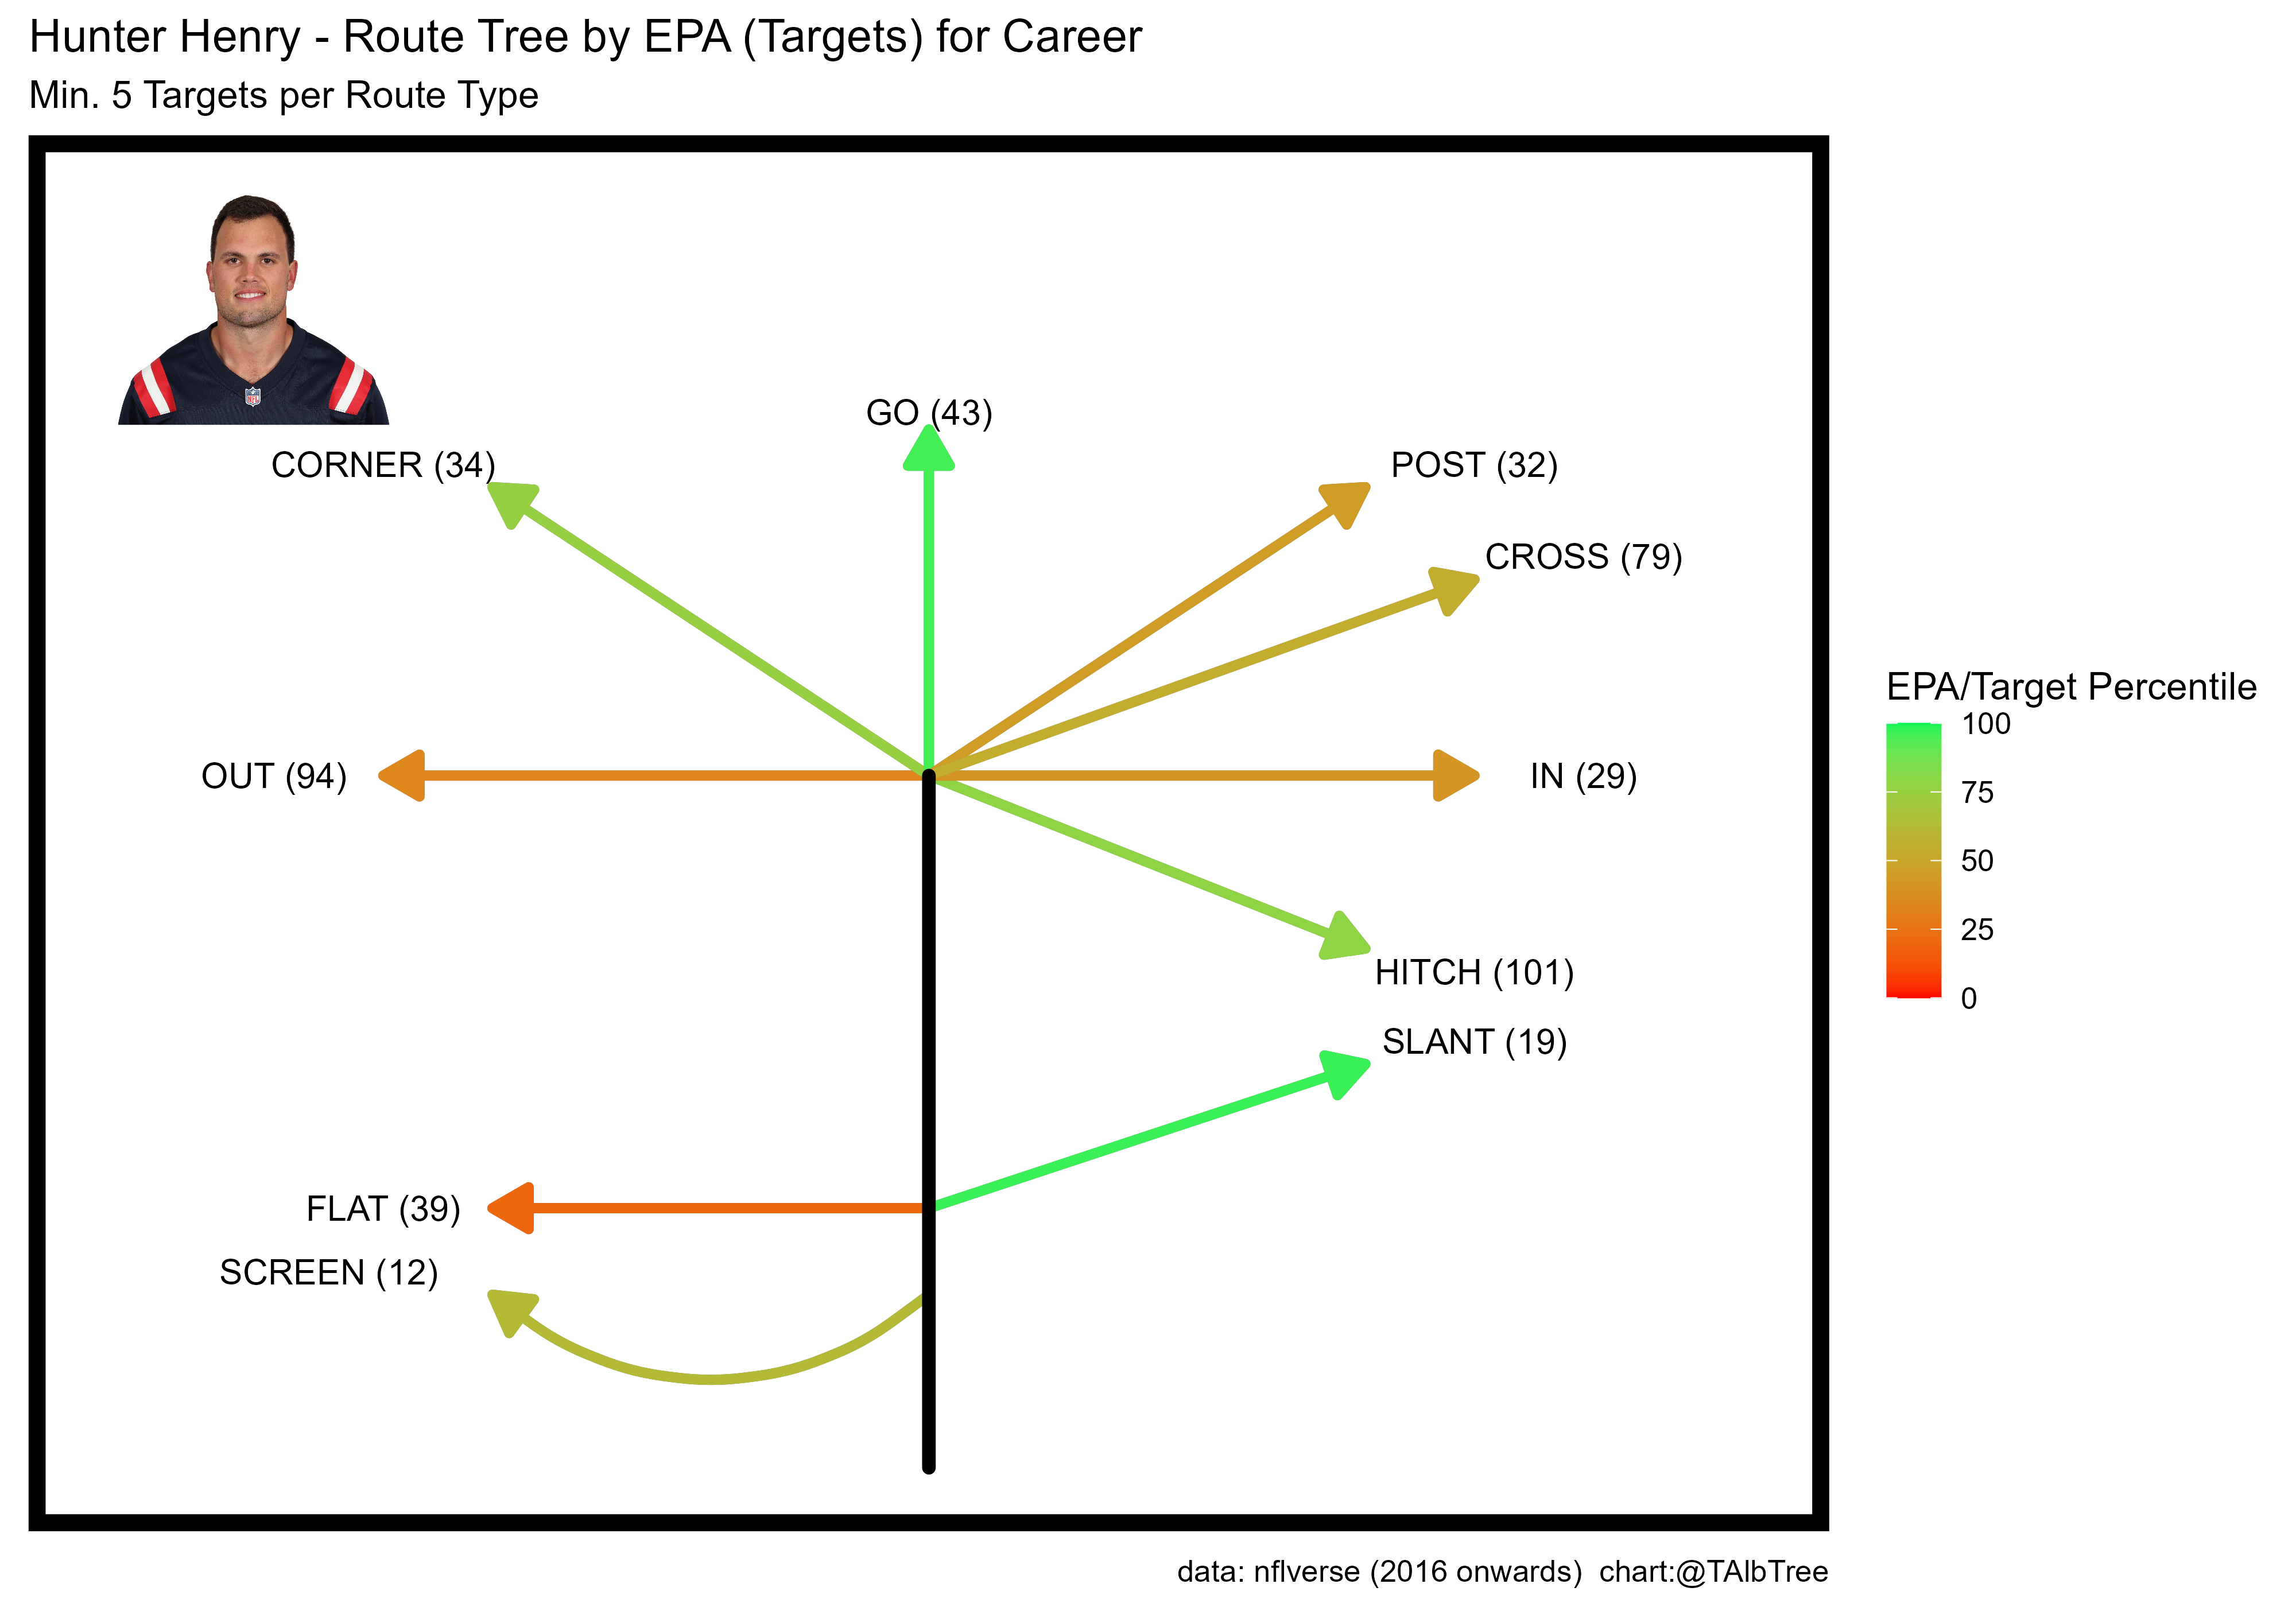 Hunter Henry - Route Tree by EPA (Targets) for Career
Min. 5 Targets per Route Type
GO (43)
CORNER (34)
POST (32)
CROSS (79)
OUT (94)
IN (29)
HITCH (101)
SLANT (19)
FLAT (39)
SCREEN (12)
EPA/Target Percentile
100
75
50
25
0
data: nflverse (2016 onwards)  chart:@TAlbTree